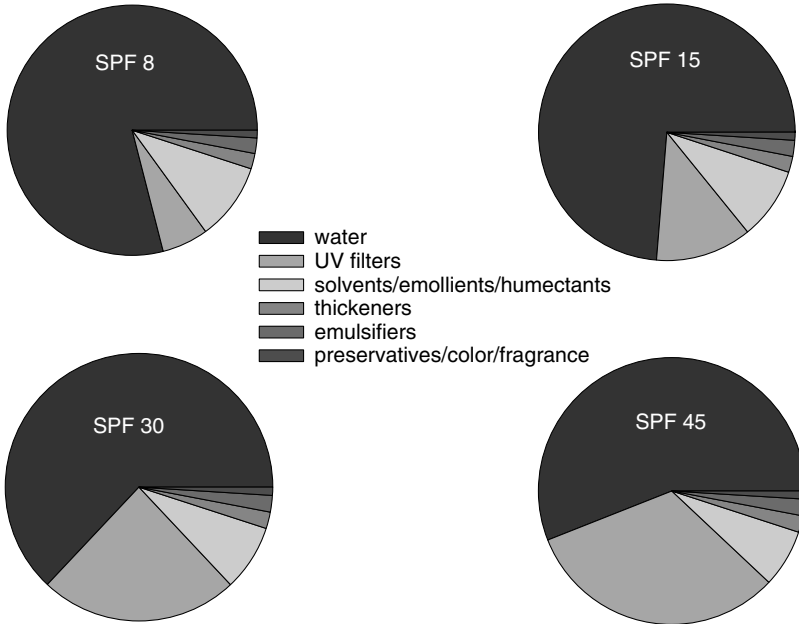 SPF 8
SPF 15
water
UV filters
solvents/emollients/humectants
thickeners
emulsifiers
preservatives/color/fragrance
SPF 30
SPF 45